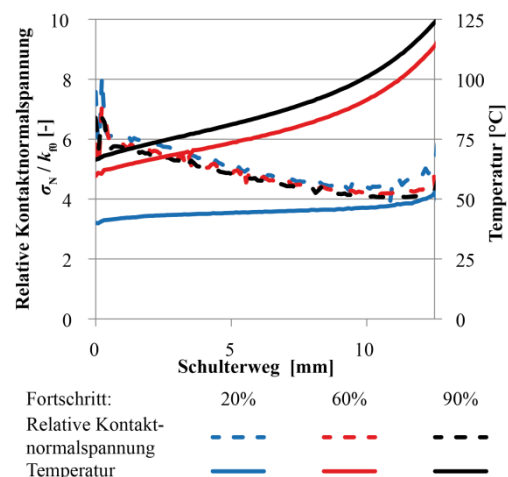 Relative Kontaktnormalspannung
σN / kf0 [-]
10
8
6
4
2
0
125
100
75
50
25
0
Temperatur [°C]
0
5
10
Schulterweg [mm]
Fortschritt: 20% 60% 90%
Relative Kontakt-
normalspannung
Temperatur